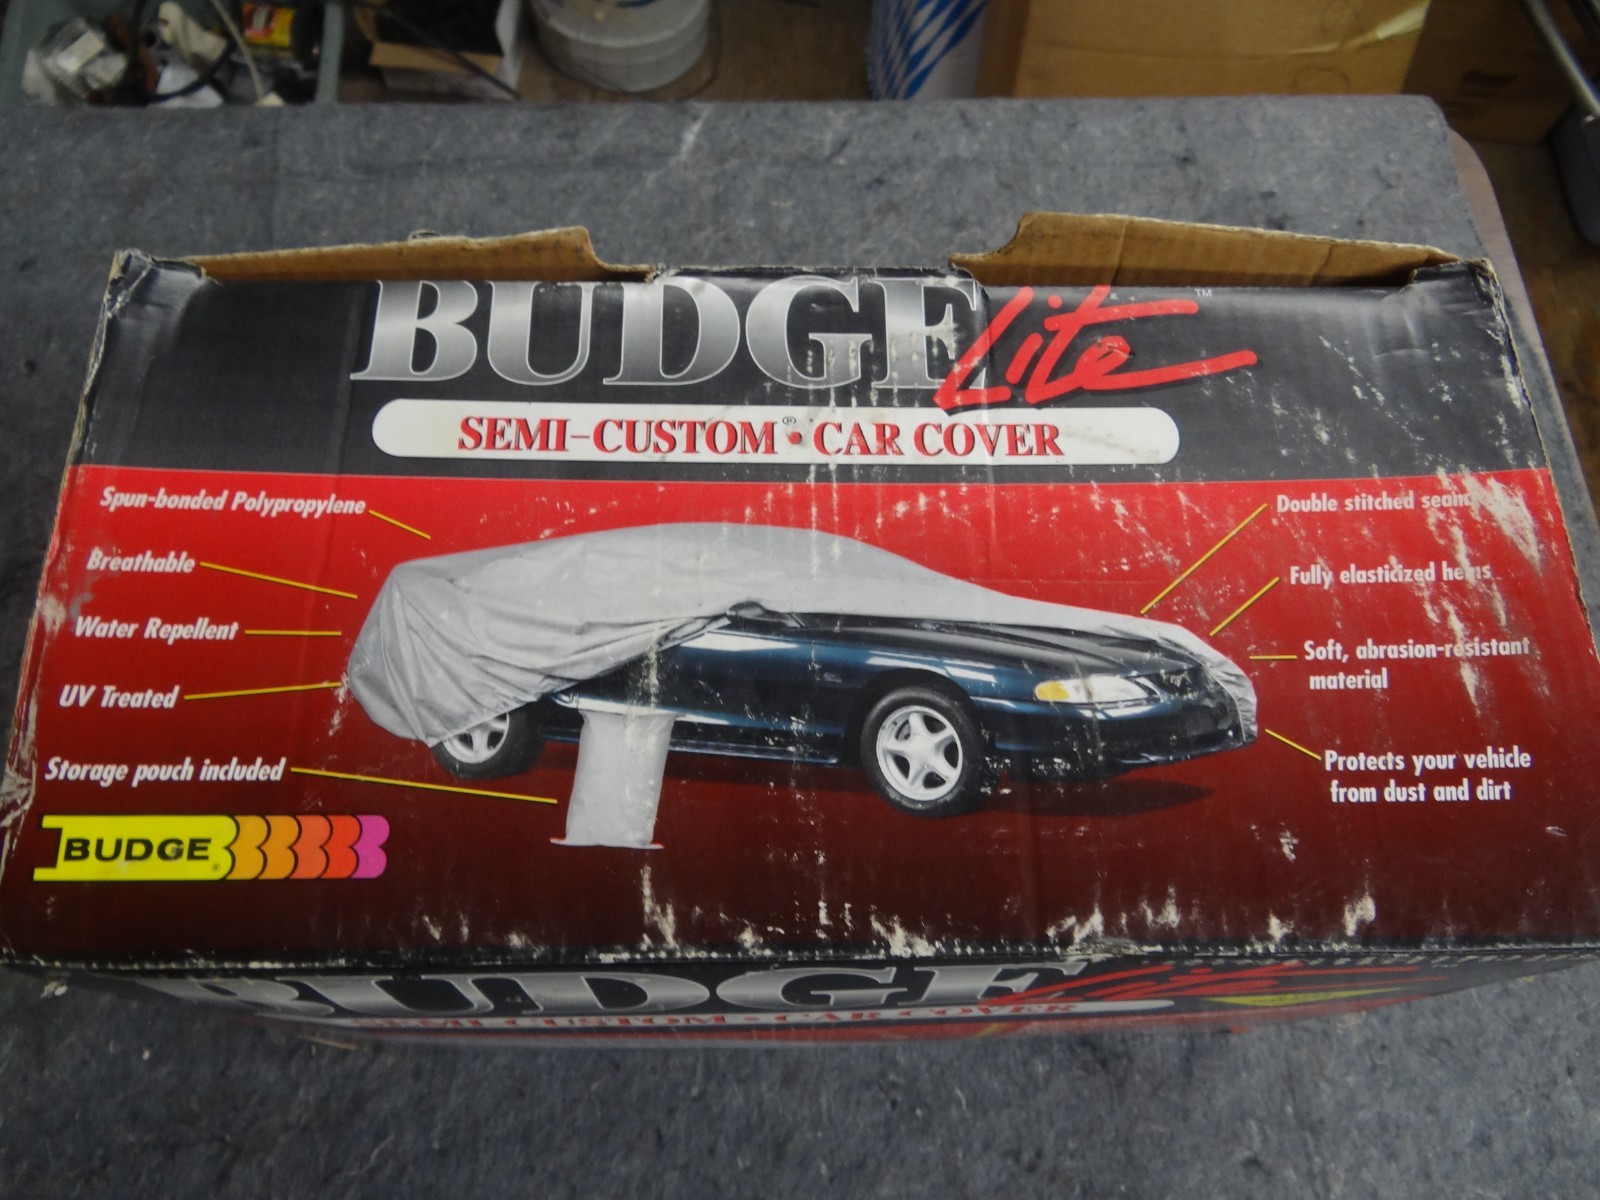 BUDGE Lite™
SEMI-CUSTOM® • CAR COVER
Spun-bonded Polypropylene
Breathable
Water Repellent
UV Treated
Storage pouch included
Double stitched seams
Fully elasticized hems
Soft, abrasion-resistant
material
Protects your vehicle
from dust and dirt
BUDGE®
BUDGE Lite
SEMI-CUSTOM • CAR COVER